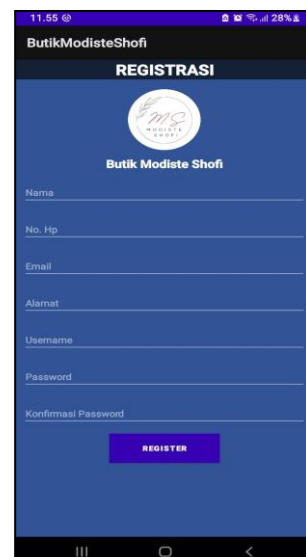 11.55
28%
ButikModisteShofi
REGISTRASI
MS
MODISTE
SHOFI
Butik Modiste Shofi
Nama
No. Hp
Email
Alamat
Username
Password
Konfirmasi Password
REGISTER